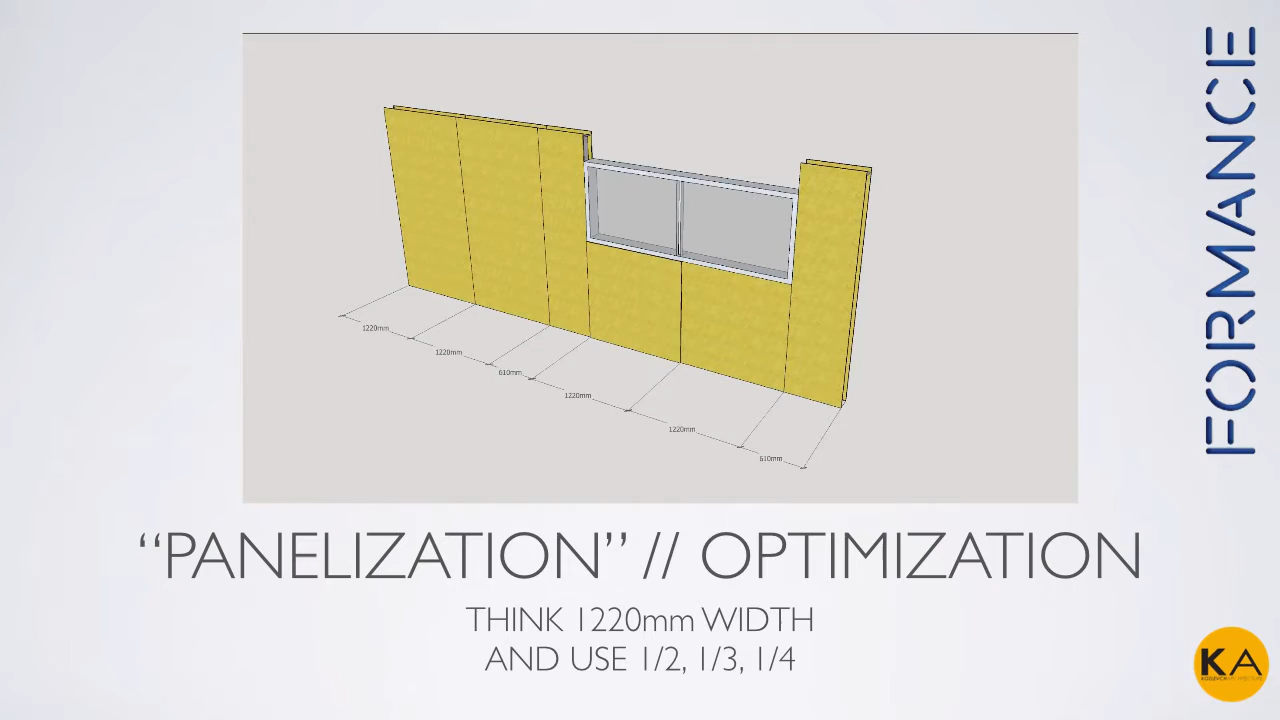 1220mm
1220mm
610mm
1220mm
1220mm
610mm
“PANELIZATION” // OPTIMIZATION
THINK 1220mm WIDTH
AND USE 1/2, 1/3, 1/4
FORMANCE
KA